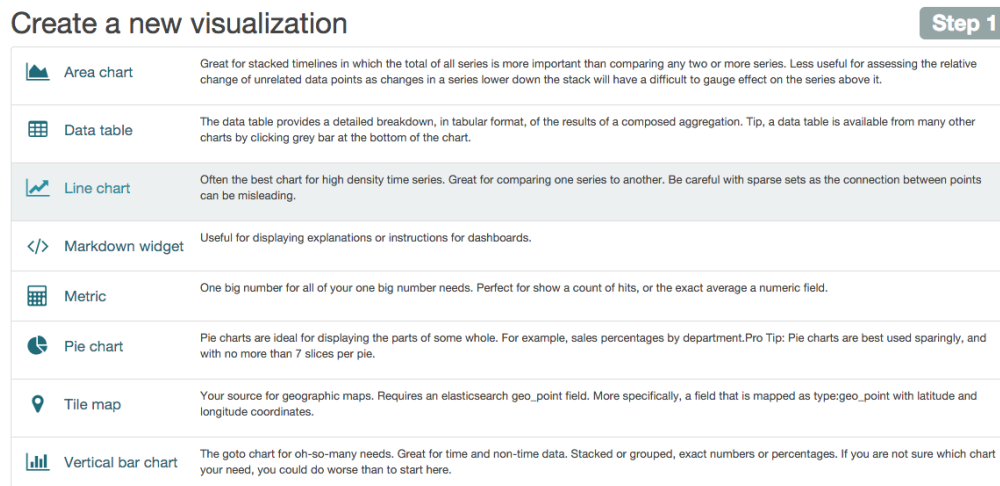 Create a new visualization
Step 1
Area chart
Great for stacked timelines in which the total of all series is more important than comparing any two or more series. Less useful for assessing the relative
change of unrelated data points as changes in a series lower down the stack will have a difficult to gauge effect on the series above it.
Data table
The data table provides a detailed breakdown, in tabular format, of the results of a composed aggregation. Tip, a data table is available from many other
charts by clicking grey bar at the bottom of the chart.
Line chart
Often the best chart for high density time series. Great for comparing one series to another. Be careful with sparse sets as the connection between points
can be misleading.
Markdown widget
Useful for displaying explanations or instructions for dashboards.
Metric
One big number for all of your one big number needs. Perfect for show a count of hits, or the exact average a numeric field.
Pie chart
Pie charts are ideal for displaying the parts of some whole. For example, sales percentages by department.Pro Tip: Pie charts are best used sparingly, and
with no more than 7 slices per pie.
Tile map
Your source for geographic maps. Requires an elasticsearch geo_point field. More specifically, a field that is mapped as type:geo_point with latitude and
longitude coordinates.
Vertical bar chart
The goto chart for oh-so-many needs. Great for time and non-time data. Stacked or grouped, exact numbers or percentages. If you are not sure which chart
your need, you could do worse than to start here.